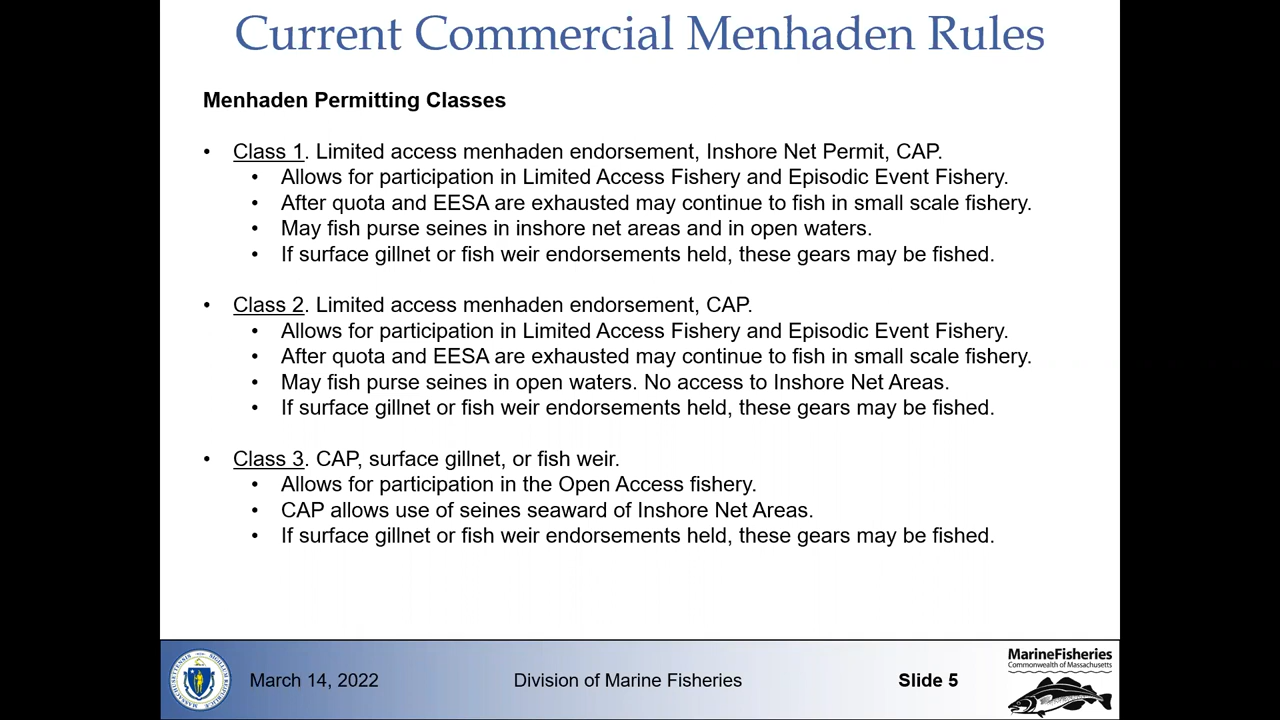 Current Commercial Menhaden Rules
Menhaden Permitting Classes
• Class 1. Limited access menhaden endorsement, Inshore Net Permit, CAP.
• Allows for participation in Limited Access Fishery and Episodic Event Fishery.
• After quota and EESA are exhausted may continue to fish in small scale fishery.
• May fish purse seines in inshore net areas and in open waters.
• If surface gillnet or fish weir endorsements held, these gears may be fished.
• Class 2. Limited access menhaden endorsement, CAP.
• Allows for participation in Limited Access Fishery and Episodic Event Fishery.
• After quota and EESA are exhausted may continue to fish in small scale fishery.
• May fish purse seines in open waters. No access to Inshore Net Areas.
• If surface gillnet or fish weir endorsements held, these gears may be fished.
• Class 3. CAP, surface gillnet, or fish weir.
• Allows for participation in the Open Access fishery.
• CAP allows use of seines seaward of Inshore Net Areas.
• If surface gillnet or fish weir endorsements held, these gears may be fished.
March 14, 2022
Division of Marine Fisheries
Slide 5
MarineFisheries
Commonwealth of Massachusetts